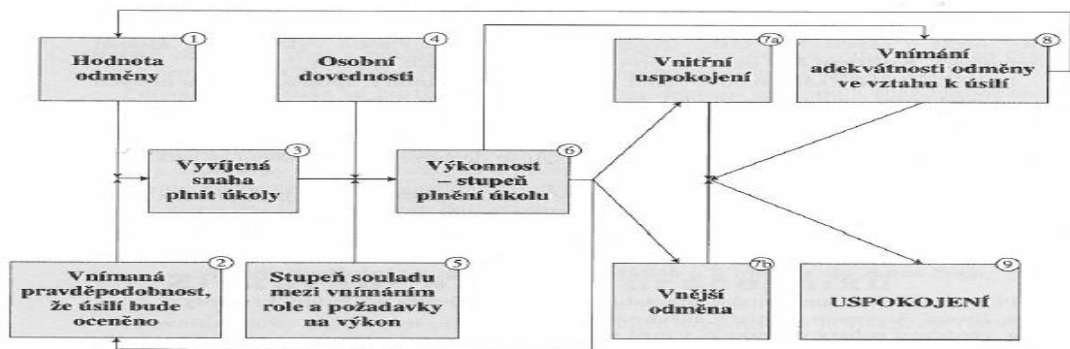 1
Hodnota
odměny
4
Osobní
dovednosti
7a
Vnitřní
uspokojení
8
Vnímání
adekvátnosti odměny
ve vztahu k úsilí
3
Vyvíjená
snaha
plnit úkoly
6
Výkonnost
– stupeň
plnění úkolu
2
Vnímaná
pravděpodobnost,
že úsilí bude
oceněno
5
Stupeň souladu
mezi vnímáním
role a požadavky
na výkon
7b
Vnější
odměna
9
USPOKOJENÍ